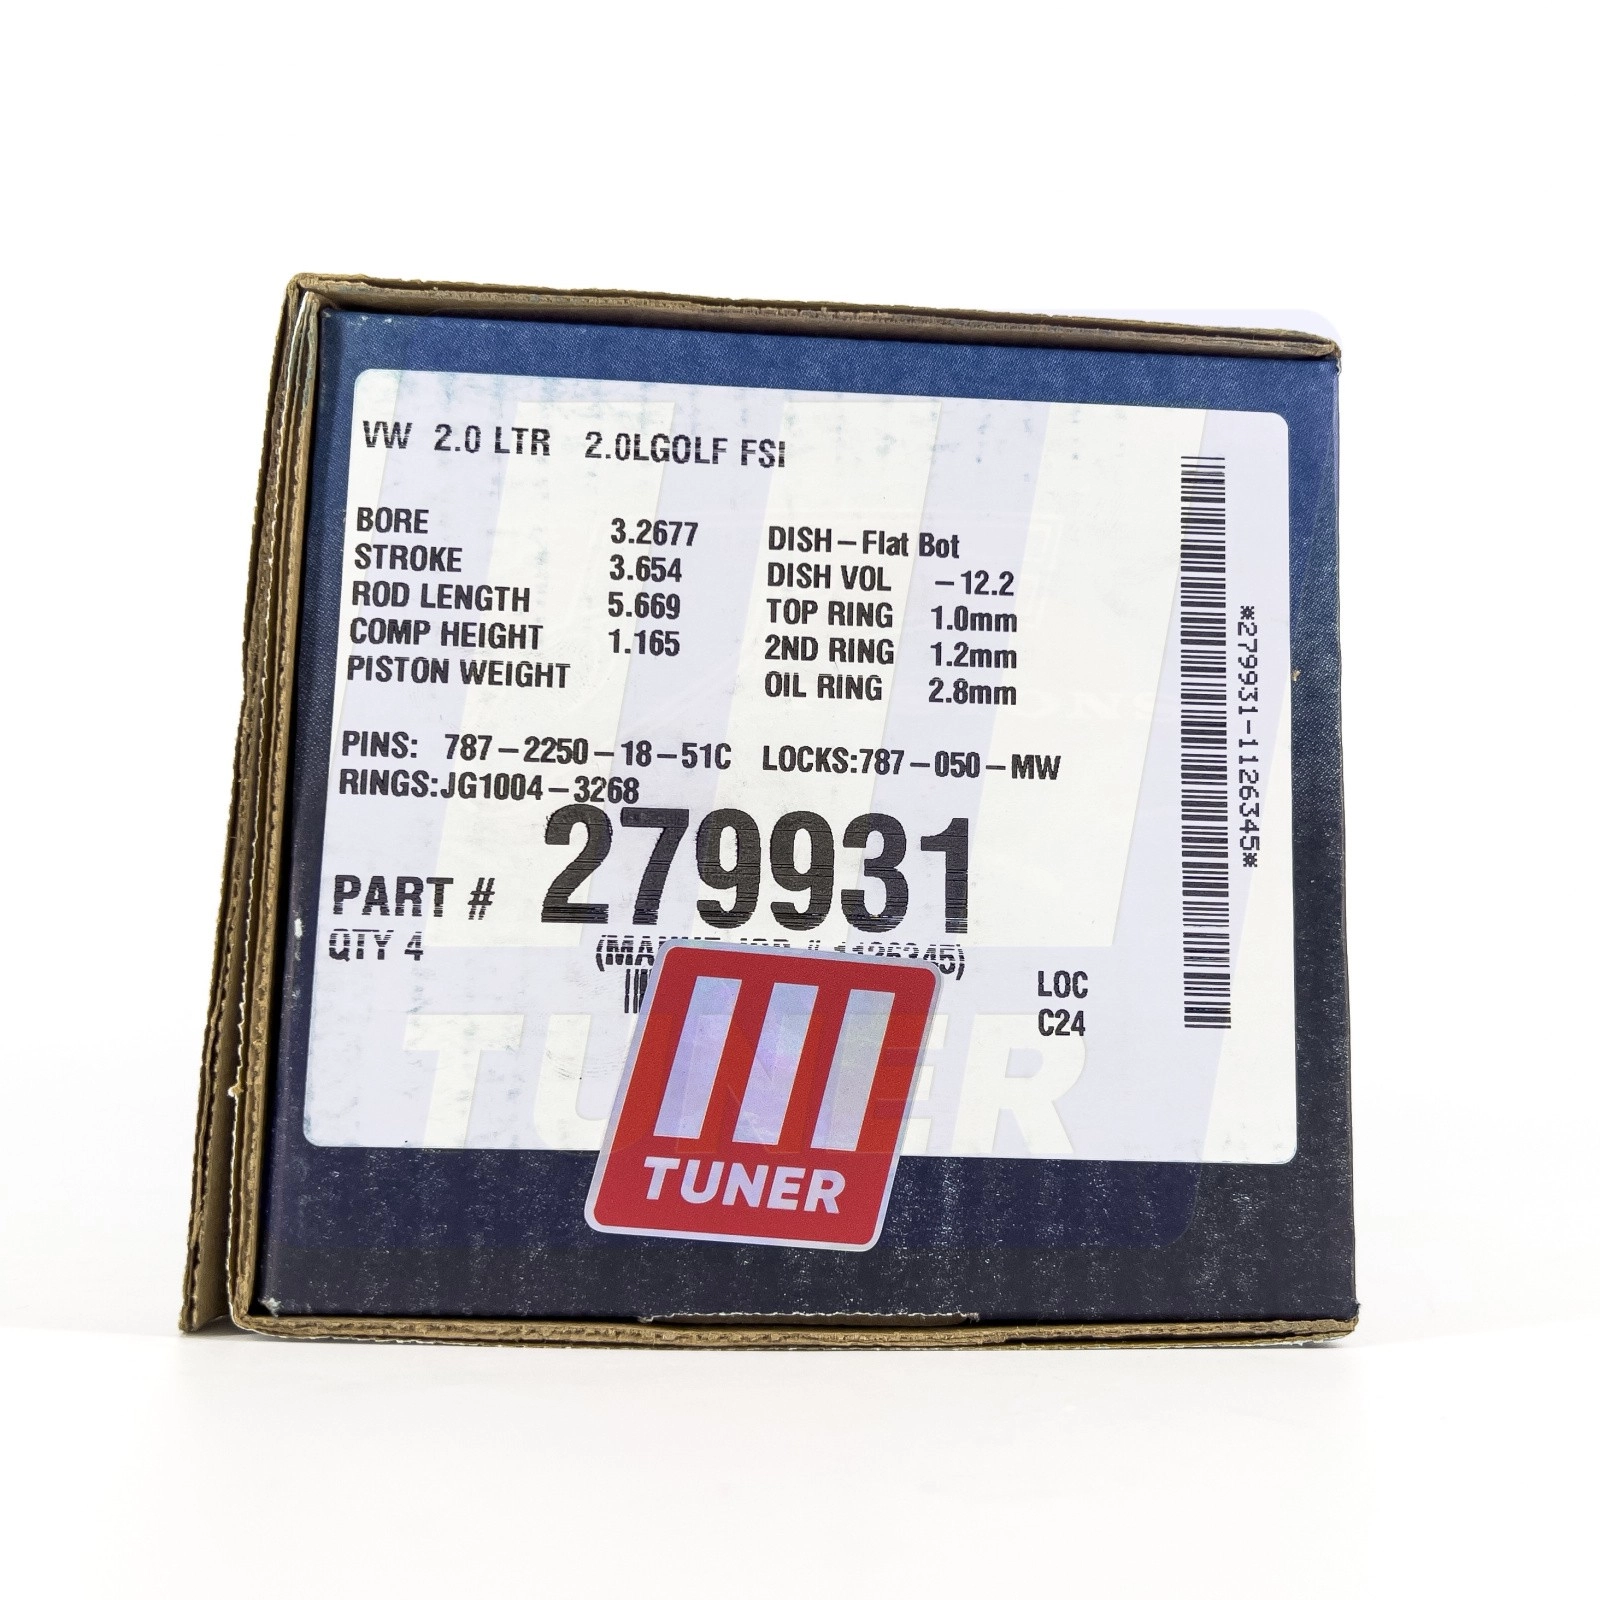 VW 2.0 LTR 2.0LGOLF FSI
BORE 3.2677
STROKE 3.654
ROD LENGTH 5.669
COMP HEIGHT 1.165
PISTON WEIGHT
DISH-Flat Bot
DISH VOL -12.2
TOP RING 1.0mm
2ND RING 1.2mm
OIL RING 2.8mm
PINS: 787-2250-18-51C LOCKS:787-050-MW
RINGS:JG1004-3268
PART # 279931
QTY 4
# 1126345)
LOC
C24
*279931-1126345*
TUNER
TUNER